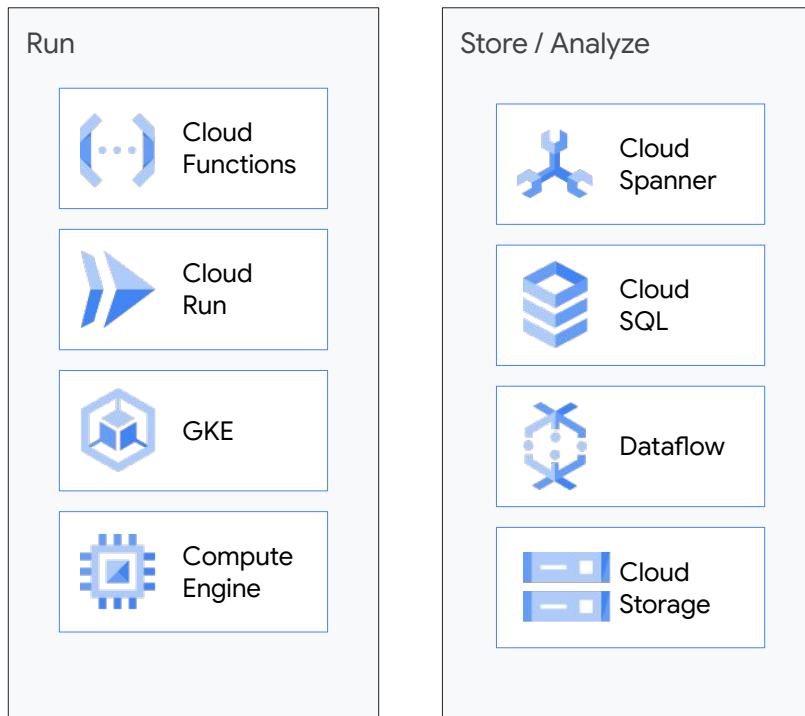 Run
Cloud
Functions
Cloud
Run
GKE
Compute
Engine
Store / Analyze
Cloud
Spanner
Cloud
SQL
Dataflow
Cloud
Storage